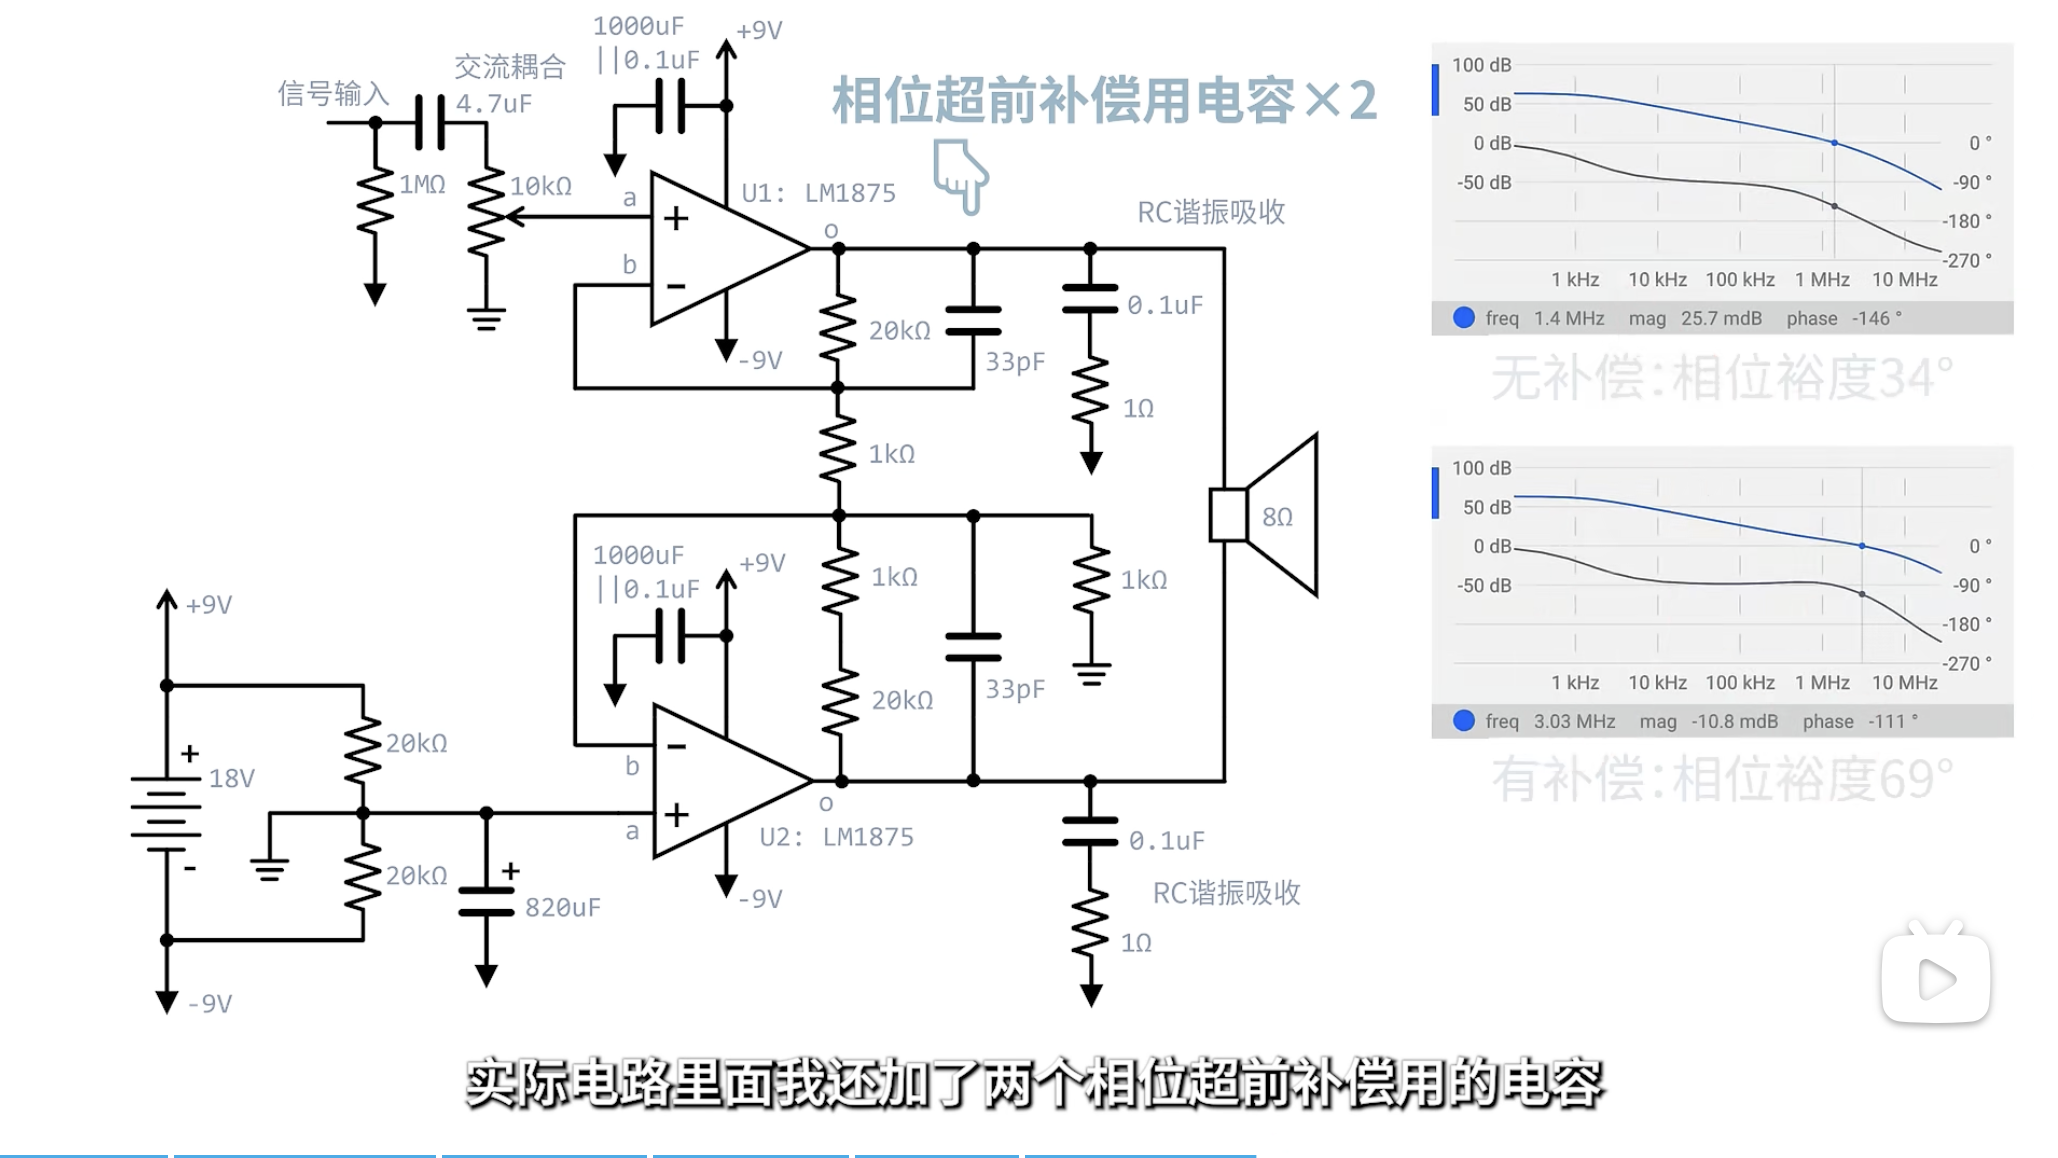 1000uF
||0.1uF
+9V
交流耦合
4.7uF
信号输入
相位超前补偿用电容×2
1MΩ
10kΩ
a
+
U1: LM1875
o
b
-
-9V
RC谐振吸收
20kΩ
33pF
0.1uF
1Ω
1kΩ
8Ω
1000uF
||0.1uF
+9V
1kΩ
1kΩ
20kΩ
33pF
-
b
+
a
o
U2: LM1875
-9V
0.1uF
RC谐振吸收
1Ω
+9V
20kΩ
+
18V
-
20kΩ
+
820uF
-9V
100 dB
50 dB
0 dB
-50 dB
0 °
-90 °
-180 °
-270 °
1 kHz 10 kHz 100 kHz 1 MHz 10 MHz
freq 1.4 MHz mag 25.7 mdB phase -146 °
无补偿:相位裕度34°
100 dB
50 dB
0 dB
-50 dB
0 °
-90 °
-180 °
-270 °
1 kHz 10 kHz 100 kHz 1 MHz 10 MHz
freq 3.03 MHz mag -10.8 mdB phase -111 °
有补偿:相位裕度69°
实际电路里面我还加了两个相位超前补偿用的电容